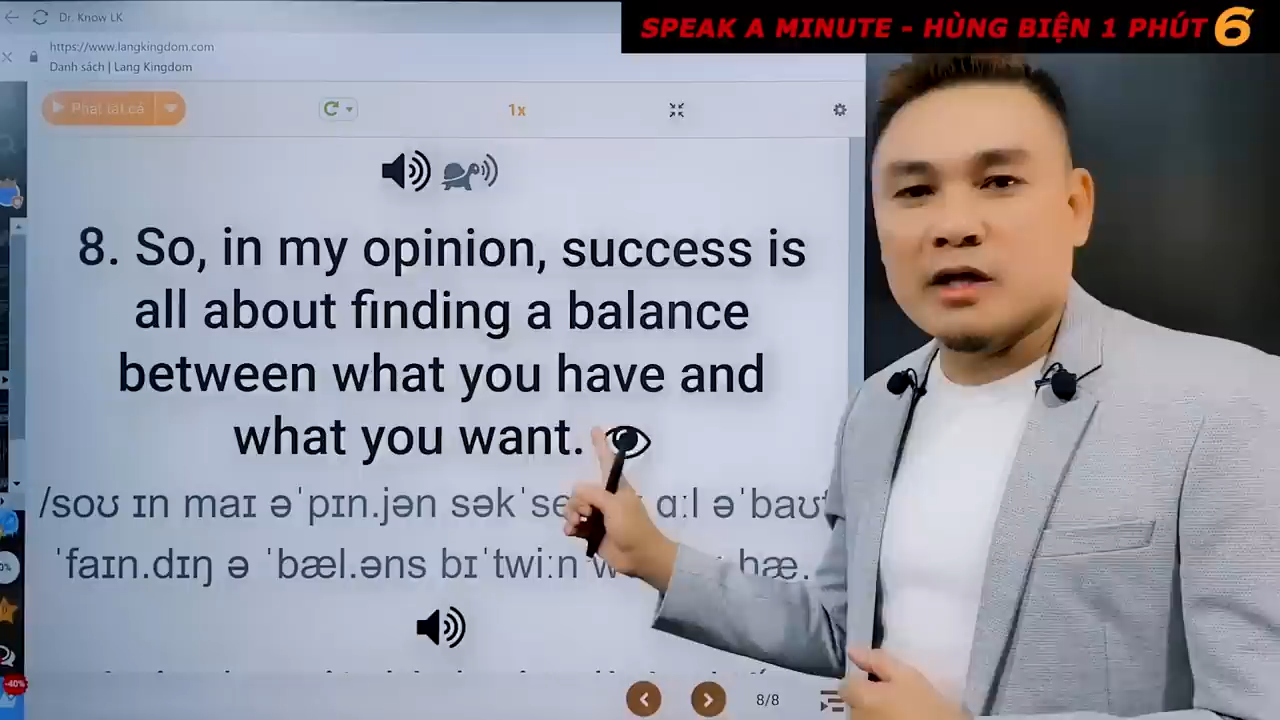 Dr. Know LK
SPEAK A MINUTE - HÙNG BIỆN 1 PHÚT 6
https://www.langkingdom.com
Danh sách | Lang Kingdom
Phát tất cả
1x
8. So, in my opinion, success is
all about finding a balance
between what you have and
what you want.
/soʊ ɪn maɪ əˈpɪn.jən ɑːl əˈbaʊt
ˈfaɪn.dɪŋ ə ˈbæl.əns bɪˈtwiːn hæ.
-40%
8/8